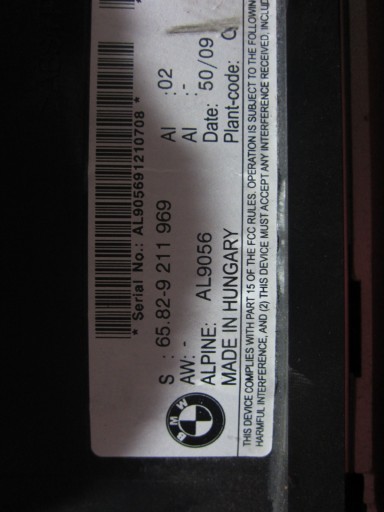 * Serial No.: AL905691210708 *
S : 65.82-9 211 969 AI : 02
AW: - AI : -
ALPINE: AL9056 Date: 50/09
MADE IN HUNGARY Plant-code:
BMW
THIS DEVICE COMPLIES WITH PART 15 OF THE FCC RULES. OPERATION IS SUBJECT TO THE FOLLOWIN
HARMFUL INTERFERENCE, AND (2) THIS DEVICE MUST ACCEPT ANY INTERFERENCE RECEIVED, INCLUD